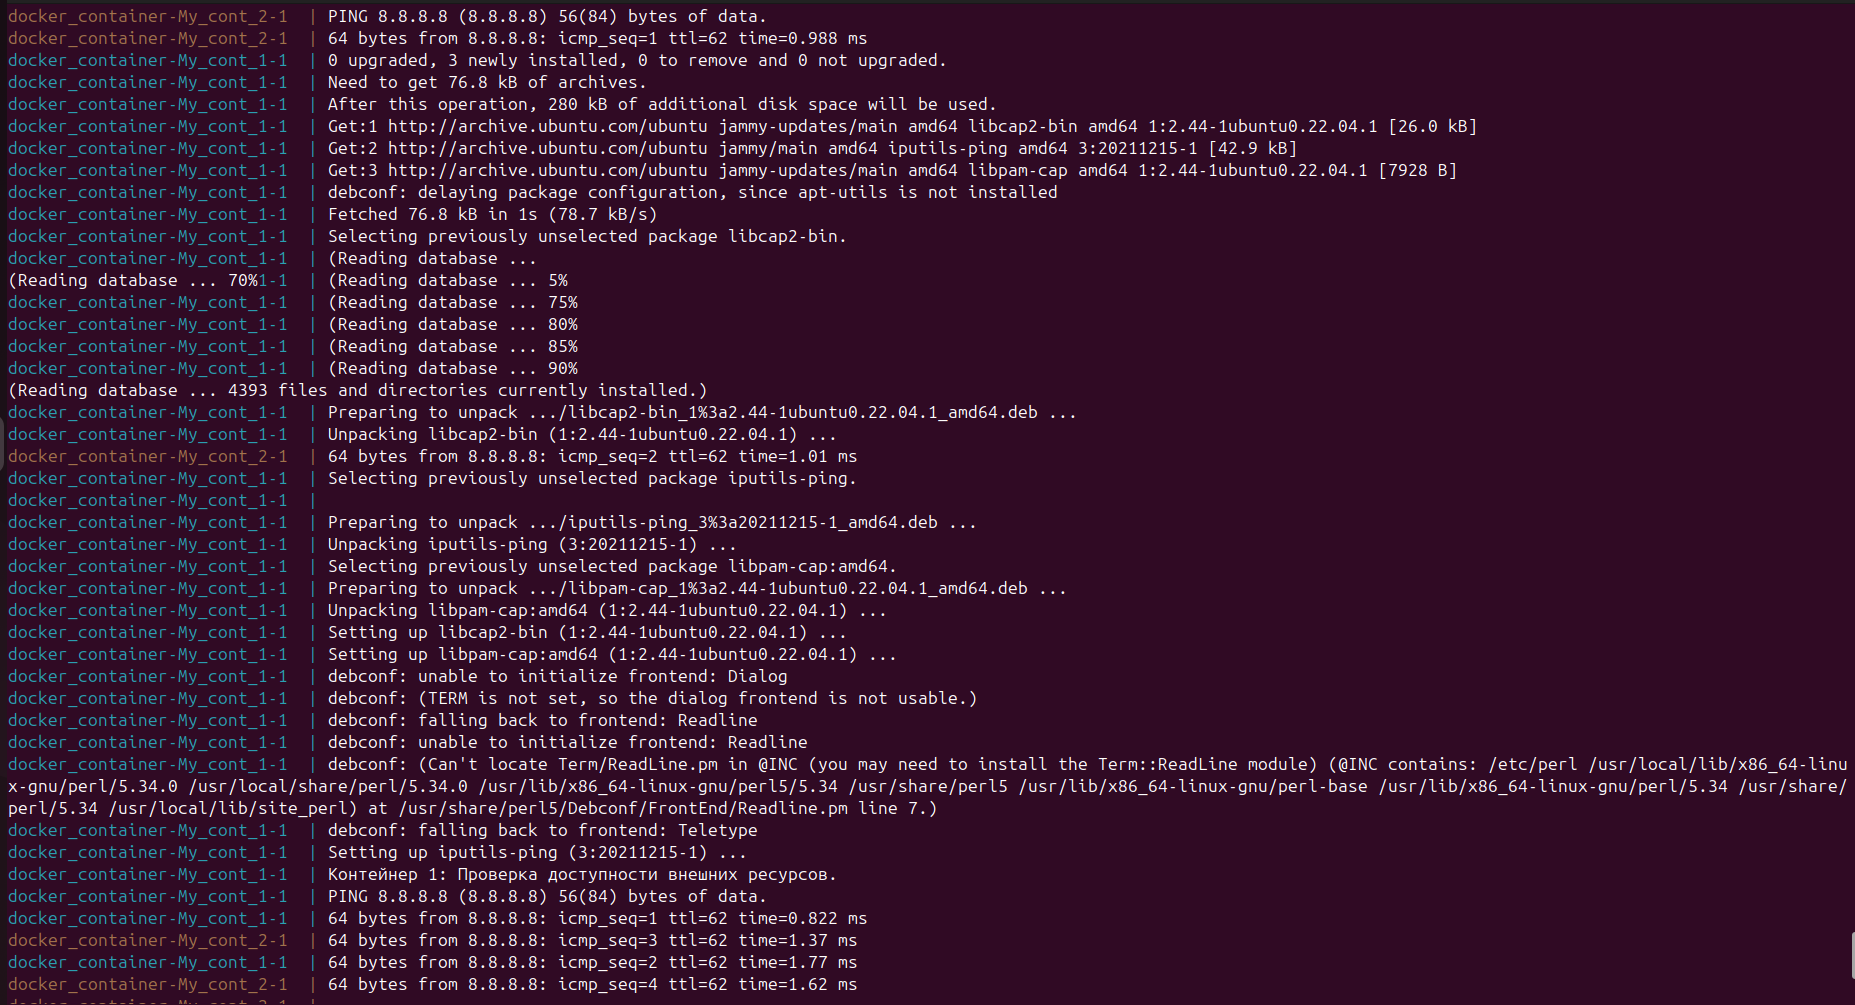 docker_container-My_cont_2-1  | PING 8.8.8.8 (8.8.8.8) 56(84) bytes of data.
docker_container-My_cont_2-1  | 64 bytes from 8.8.8.8: icmp_seq=1 ttl=62 time=0.988 ms
docker_container-My_cont_1-1  | 0 upgraded, 3 newly installed, 0 to remove and 0 not upgraded.
docker_container-My_cont_1-1  | Need to get 76.8 kB of archives.
docker_container-My_cont_1-1  | After this operation, 280 kB of additional disk space will be used.
docker_container-My_cont_1-1  | Get:1 http://archive.ubuntu.com/ubuntu jammy-updates/main amd64 libcap2-bin amd64 1:2.44-1ubuntu0.22.04.1 [26.0 kB]
docker_container-My_cont_1-1  | Get:2 http://archive.ubuntu.com/ubuntu jammy/main amd64 iputils-ping amd64 3:20211215-1 [42.9 kB]
docker_container-My_cont_1-1  | Get:3 http://archive.ubuntu.com/ubuntu jammy-updates/main amd64 libpam-cap amd64 1:2.44-1ubuntu0.22.04.1 [7928 B]
docker_container-My_cont_1-1  | debconf: delaying package configuration, since apt-utils is not installed
docker_container-My_cont_1-1  | Fetched 76.8 kB in 1s (78.7 kB/s)
docker_container-My_cont_1-1  | Selecting previously unselected package libcap2-bin.
docker_container-My_cont_1-1  | (Reading database ...
(Reading database ... 70%1-1  | (Reading database ... 5%
docker_container-My_cont_1-1  | (Reading database ... 75%
docker_container-My_cont_1-1  | (Reading database ... 80%
docker_container-My_cont_1-1  | (Reading database ... 85%
docker_container-My_cont_1-1  | (Reading database ... 90%
(Reading database ... 4393 files and directories currently installed.)
docker_container-My_cont_1-1  | Preparing to unpack .../libcap2-bin_1%3a2.44-1ubuntu0.22.04.1_amd64.deb ...
docker_container-My_cont_1-1  | Unpacking libcap2-bin (1:2.44-1ubuntu0.22.04.1) ...
docker_container-My_cont_2-1  | 64 bytes from 8.8.8.8: icmp_seq=2 ttl=62 time=1.01 ms
docker_container-My_cont_1-1  | Selecting previously unselected package iputils-ping.
docker_container-My_cont_1-1  |
docker_container-My_cont_1-1  | Preparing to unpack .../iputils-ping_3%3a20211215-1_amd64.deb ...
docker_container-My_cont_1-1  | Unpacking iputils-ping (3:20211215-1) ...
docker_container-My_cont_1-1  | Selecting previously unselected package libpam-cap:amd64.
docker_container-My_cont_1-1  | Preparing to unpack .../libpam-cap_1%3a2.44-1ubuntu0.22.04.1_amd64.deb ...
docker_container-My_cont_1-1  | Unpacking libpam-cap:amd64 (1:2.44-1ubuntu0.22.04.1) ...
docker_container-My_cont_1-1  | Setting up libcap2-bin (1:2.44-1ubuntu0.22.04.1) ...
docker_container-My_cont_1-1  | Setting up libpam-cap:amd64 (1:2.44-1ubuntu0.22.04.1) ...
docker_container-My_cont_1-1  | debconf: unable to initialize frontend: Dialog
docker_container-My_cont_1-1  | debconf: (TERM is not set, so the dialog frontend is not usable.)
docker_container-My_cont_1-1  | debconf: falling back to frontend: Readline
docker_container-My_cont_1-1  | debconf: unable to initialize frontend: Readline
docker_container-My_cont_1-1  | debconf: (Can't locate Term/ReadLine.pm in @INC (you may need to install the Term::ReadLine module) (@INC contains: /etc/perl /usr/local/lib/x86_64-linu
x-gnu/perl/5.34.0 /usr/local/share/perl/5.34.0 /usr/lib/x86_64-linux-gnu/perl5/5.34 /usr/share/perl5 /usr/lib/x86_64-linux-gnu/perl-base /usr/lib/x86_64-linux-gnu/perl/5.34 /usr/share/
perl/5.34 /usr/local/lib/site_perl) at /usr/share/perl5/Debconf/FrontEnd/Readline.pm line 7.)
docker_container-My_cont_1-1  | debconf: falling back to frontend: Teletype
docker_container-My_cont_1-1  | Setting up iputils-ping (3:20211215-1) ...
docker_container-My_cont_1-1  | Контейнер 1: Проверка доступности внешних ресурсов.
docker_container-My_cont_1-1  | PING 8.8.8.8 (8.8.8.8) 56(84) bytes of data.
docker_container-My_cont_1-1  | 64 bytes from 8.8.8.8: icmp_seq=1 ttl=62 time=0.822 ms
docker_container-My_cont_2-1  | 64 bytes from 8.8.8.8: icmp_seq=3 ttl=62 time=1.37 ms
docker_container-My_cont_1-1  | 64 bytes from 8.8.8.8: icmp_seq=2 ttl=62 time=1.77 ms
docker_container-My_cont_2-1  | 64 bytes from 8.8.8.8: icmp_seq=4 ttl=62 time=1.62 ms